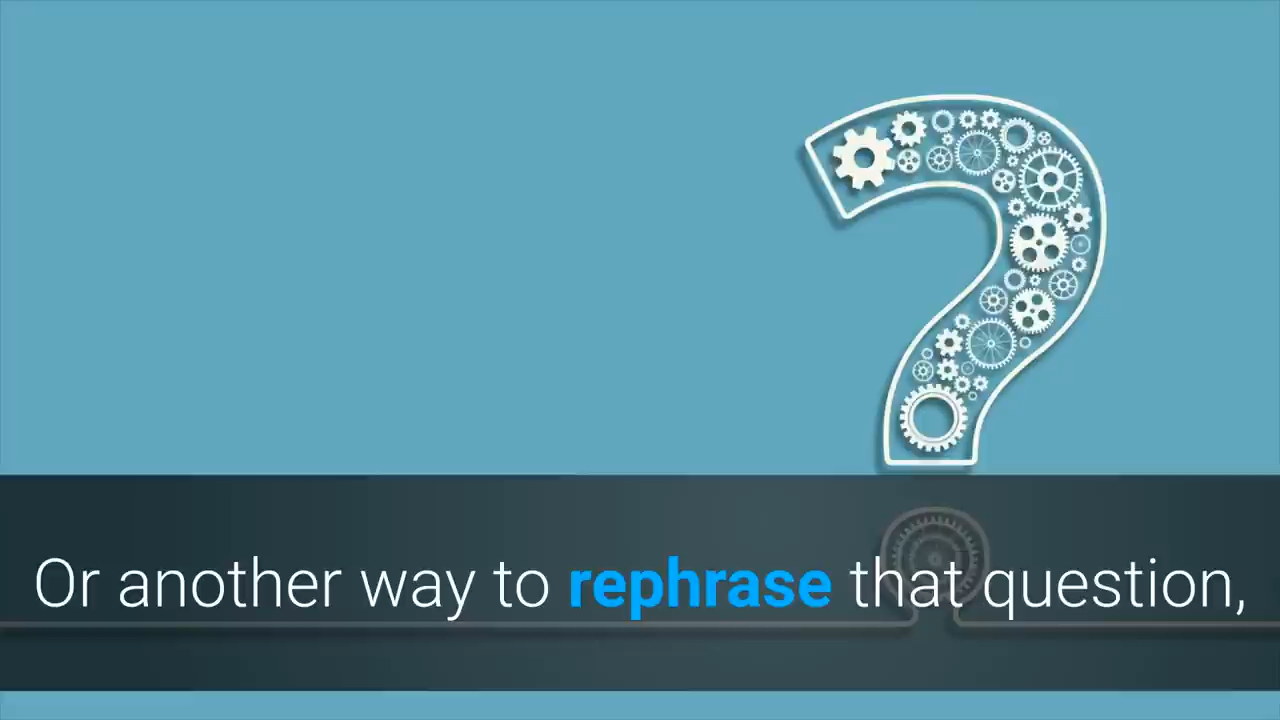 Or another way to rephrase that question,